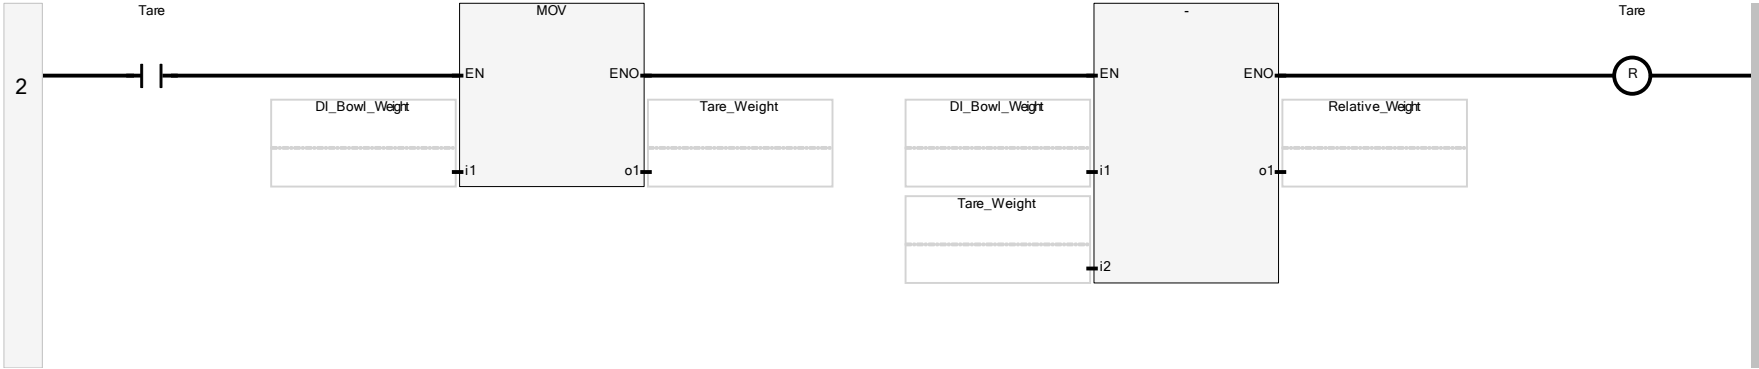 Tare MOV - Tare
2 EN ENO EN ENO R
DI_Bowl_Weight Tare_Weight DI_Bowl_Weight Relative_Weight
i1 o1 i1 o1
Tare_Weight
i2